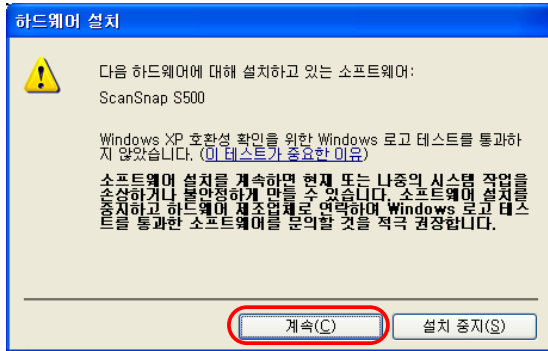 하드웨어 설치
다음 하드웨어에 대해 설치하고 있는 소프트웨어:
ScanSnap S500
Windows XP 호환성 확인을 위한 Windows 로고 테스트를 통과하
지 않았습니다. (이 테스트가 중요한 이유)
소프트웨어 설치를 계속하면 현재 또는 나중의 시스템 작업을
손상하거나 불안정하게 만들 수 있습니다. 소프트웨어 설치를
중지하고 하드웨어 제조업체로 연락하여 Windows 로고 테스
트를 통과한 소프트웨어를 문의할 것을 적극 권장합니다.
계속(C)
설치 중지(S)